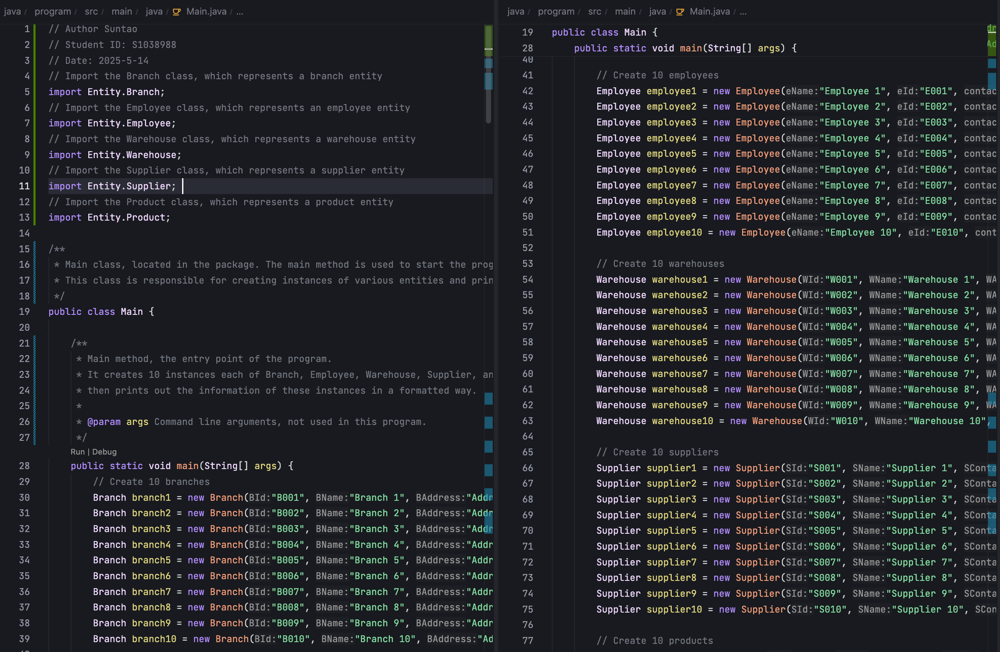 java / program / src / main / java / Main.java / ...
1 // Author Suntao
2 // Student ID: S1038988
3 // Date: 2025-5-14
4 // Import the Branch class, which represents a branch entity
5 import Entity.Branch;
6 // Import the Employee class, which represents an employee entity
7 import Entity.Employee;
8 // Import the Warehouse class, which represents a warehouse entity
9 import Entity.Warehouse;
10 // Import the Supplier class, which represents a supplier entity
11 import Entity.Supplier;
12 // Import the Product class, which represents a product entity
13 import Entity.Product;
14
15 /**
16 * Main class, located in the package. The main method is used to start the prog
17 * This class is responsible for creating instances of various entities and prin
18 */
19 public class Main {
20
21 /**
22 * Main method, the entry point of the program.
23 * It creates 10 instances each of Branch, Employee, Warehouse, Supplier, an
24 * then prints out the information of these instances in a formatted way.
25 *
26 * @param args Command line arguments, not used in this program.
27 */
Run | Debug
28 public static void main(String[] args) {
29 // Create 10 branches
30 Branch branch1 = new Branch(BId:"B001", BName:"Branch 1", BAddress:"Addr
31 Branch branch2 = new Branch(BId:"B002", BName:"Branch 2", BAddress:"Addr
32 Branch branch3 = new Branch(BId:"B003", BName:"Branch 3", BAddress:"Addr
33 Branch branch4 = new Branch(BId:"B004", BName:"Branch 4", BAddress:"Addr
34 Branch branch5 = new Branch(BId:"B005", BName:"Branch 5", BAddress:"Addr
35 Branch branch6 = new Branch(BId:"B006", BName:"Branch 6", BAddress:"Addr
36 Branch branch7 = new Branch(BId:"B007", BName:"Branch 7", BAddress:"Addr
37 Branch branch8 = new Branch(BId:"B008", BName:"Branch 8", BAddress:"Addr
38 Branch branch9 = new Branch(BId:"B009", BName:"Branch 9", BAddress:"Addr
39 Branch branch10 = new Branch(BId:"B010", BName:"Branch 10", BAddress:"Ad
java / program / src / main / java / Main.java / ...
19 public class Main {
28 public static void main(String[] args) {
40
41 // Create 10 employees
42 Employee employee1 = new Employee(eName:"Employee 1", eId:"E001", contac
43 Employee employee2 = new Employee(eName:"Employee 2", eId:"E002", contac
44 Employee employee3 = new Employee(eName:"Employee 3", eId:"E003", contac
45 Employee employee4 = new Employee(eName:"Employee 4", eId:"E004", contac
46 Employee employee5 = new Employee(eName:"Employee 5", eId:"E005", contac
47 Employee employee6 = new Employee(eName:"Employee 6", eId:"E006", contac
48 Employee employee7 = new Employee(eName:"Employee 7", eId:"E007", contac
49 Employee employee8 = new Employee(eName:"Employee 8", eId:"E008", contac
50 Employee employee9 = new Employee(eName:"Employee 9", eId:"E009", contac
51 Employee employee10 = new Employee(eName:"Employee 10", eId:"E010", cont
52
53 // Create 10 warehouses
54 Warehouse warehouse1 = new Warehouse(WId:"W001", WName:"Warehouse 1", WA
55 Warehouse warehouse2 = new Warehouse(WId:"W002", WName:"Warehouse 2", WA
56 Warehouse warehouse3 = new Warehouse(WId:"W003", WName:"Warehouse 3", WA
57 Warehouse warehouse4 = new Warehouse(WId:"W004", WName:"Warehouse 4", WA
58 Warehouse warehouse5 = new Warehouse(WId:"W005", WName:"Warehouse 5", WA
59 Warehouse warehouse6 = new Warehouse(WId:"W006", WName:"Warehouse 6", WA
60 Warehouse warehouse7 = new Warehouse(WId:"W007", WName:"Warehouse 7", WA
61 Warehouse warehouse8 = new Warehouse(WId:"W008", WName:"Warehouse 8", WA
62 Warehouse warehouse9 = new Warehouse(WId:"W009", WName:"Warehouse 9", WA
63 Warehouse warehouse10 = new Warehouse(WId:"W010", WName:"Warehouse 10",
64
65 // Create 10 suppliers
66 Supplier supplier1 = new Supplier(SId:"S001", SName:"Supplier 1", SConta
67 Supplier supplier2 = new Supplier(SId:"S002", SName:"Supplier 2", SConta
68 Supplier supplier3 = new Supplier(SId:"S003", SName:"Supplier 3", SConta
69 Supplier supplier4 = new Supplier(SId:"S004", SName:"Supplier 4", SConta
70 Supplier supplier5 = new Supplier(SId:"S005", SName:"Supplier 5", SConta
71 Supplier supplier6 = new Supplier(SId:"S006", SName:"Supplier 6", SConta
72 Supplier supplier7 = new Supplier(SId:"S007", SName:"Supplier 7", SConta
73 Supplier supplier8 = new Supplier(SId:"S008", SName:"Supplier 8", SConta
74 Supplier supplier9 = new Supplier(SId:"S009", SName:"Supplier 9", SConta
75 Supplier supplier10 = new Supplier(SId:"S010", SName:"Supplier 10", SCon
76
77 // Create 10 products